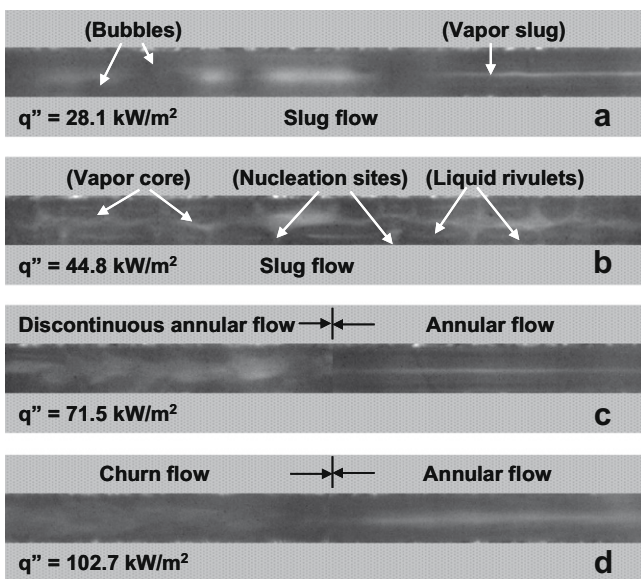 (Bubbles) (Vapor slug)
q” = 28.1 kW/m² Slug flow a
(Vapor core) (Nucleation sites) (Liquid rivulets)
q” = 44.8 kW/m² Slug flow b
Discontinuous annular flow Annular flow
q” = 71.5 kW/m² c
Churn flow Annular flow
q” = 102.7 kW/m² d